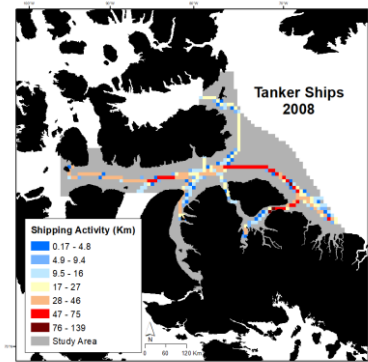 Tanker Ships
2008
Shipping Activity (Km)
0.17 - 4.8
4.9 - 9.4
9.5 - 16
17 - 27
28 - 46
47 - 75
76 - 139
Study Area
N
0 30 60 120 Km